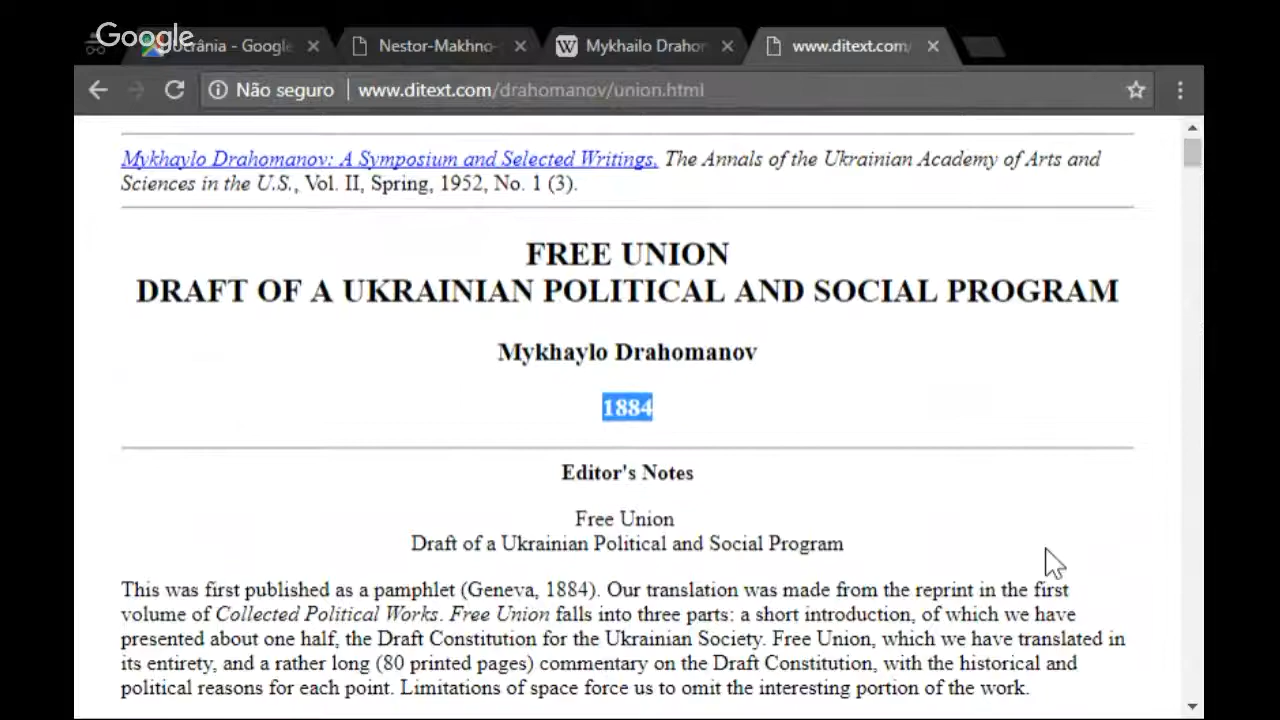 Google
ucrânia - Google
Nestor-Makhno-
W
Mykhailo Drahor
www.ditext.com/
Não seguro
www.ditext.com/drahomanov/union.html
Mykhaylo Drahomanov: A Symposium and Selected Writings, The Annals of the Ukrainian Academy of Arts and
Sciences in the U.S., Vol. II, Spring, 1952, No. 1 (3).
FREE UNION
DRAFT OF A UKRAINIAN POLITICAL AND SOCIAL PROGRAM
Mykhaylo Drahomanov
1884
Editor's Notes
Free Union
Draft of a Ukrainian Political and Social Program
This was first published as a pamphlet (Geneva, 1884). Our translation was made from the reprint in the first
volume of Collected Political Works. Free Union falls into three parts: a short introduction, of which we have
presented about one half, the Draft Constitution for the Ukrainian Society. Free Union, which we have translated in
its entirety, and a rather long (80 printed pages) commentary on the Draft Constitution, with the historical and
political reasons for each point. Limitations of space force us to omit the interesting portion of the work.